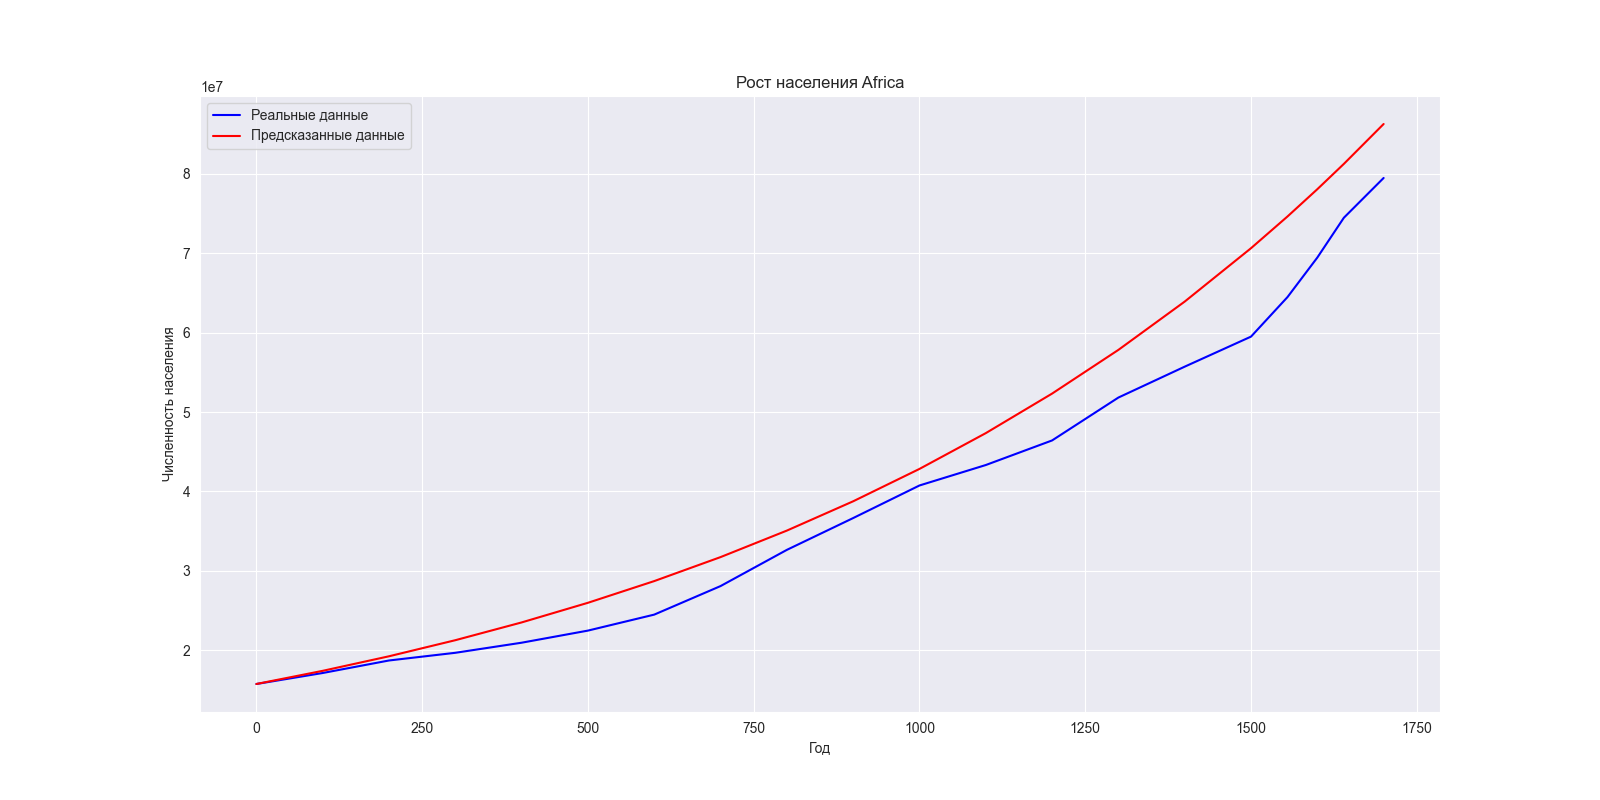 Рост населения Africa
1e7
Реальные данные
Предсказанные данные
8
7
6
5
4
3
2
Численность населения
0 250 500 750 1000 1250 1500 1750
Год